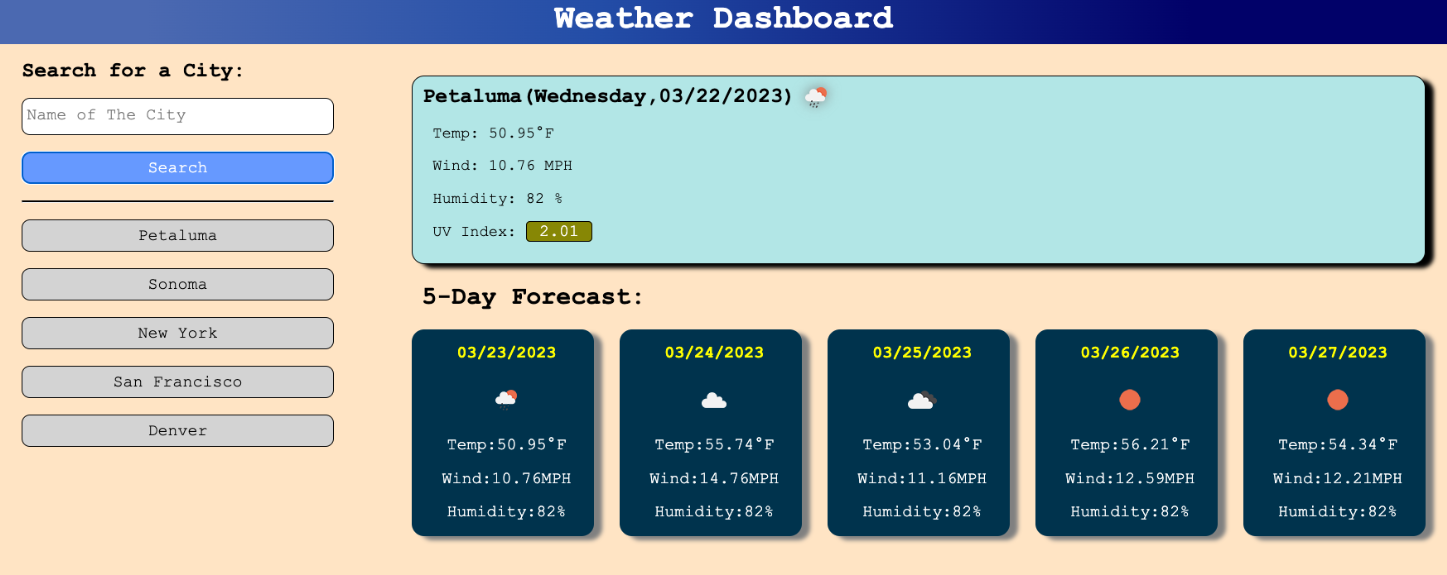 Weather Dashboard
Search for a City:
Name of The City
Search
Petaluma
Sonoma
New York
San Francisco
Denver
Petaluma(Wednesday,03/22/2023)
Temp: 50.95°F
Wind: 10.76 MPH
Humidity: 82 %
UV Index: 2.01
5-Day Forecast:
03/23/2023
Temp:50.95°F
Wind:10.76MPH
Humidity:82%
03/24/2023
Temp:55.74°F
Wind:14.76MPH
Humidity:82%
03/25/2023
Temp:53.04°F
Wind:11.16MPH
Humidity:82%
03/26/2023
Temp:56.21°F
Wind:12.59MPH
Humidity:82%
03/27/2023
Temp:54.34°F
Wind:12.21MPH
Humidity:82%